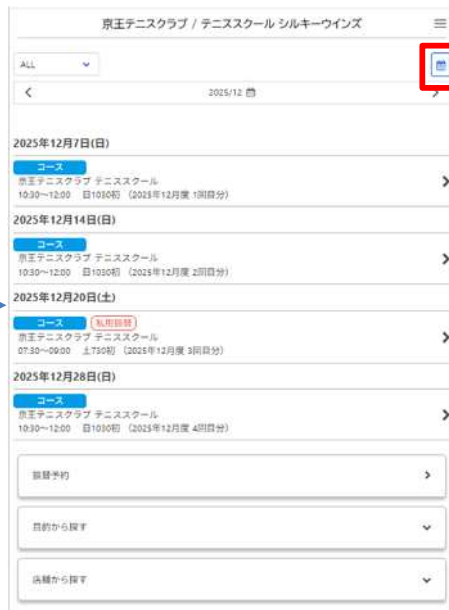 京王テニスクラブ / テニススクール シルキーウインズ
ALL
2025/12
2025年12月7日(日)
コース
京王テニスクラブ テニススクール
10:30～12:00 日1030初 （2025年12月度 1回目分）
2025年12月14日(日)
コース
京王テニスクラブ テニススクール
10:30～12:00 日1030初 （2025年12月度 2回目分）
2025年12月20日(土)
コース 私用振替
京王テニスクラブ テニススクール
07:30～09:00 土730初 （2025年12月度 3回目分）
2025年12月28日(日)
コース
京王テニスクラブ テニススクール
10:30～12:00 日1030初 （2025年12月度 4回目分）
振替予約
目的から探す
店舗から探す